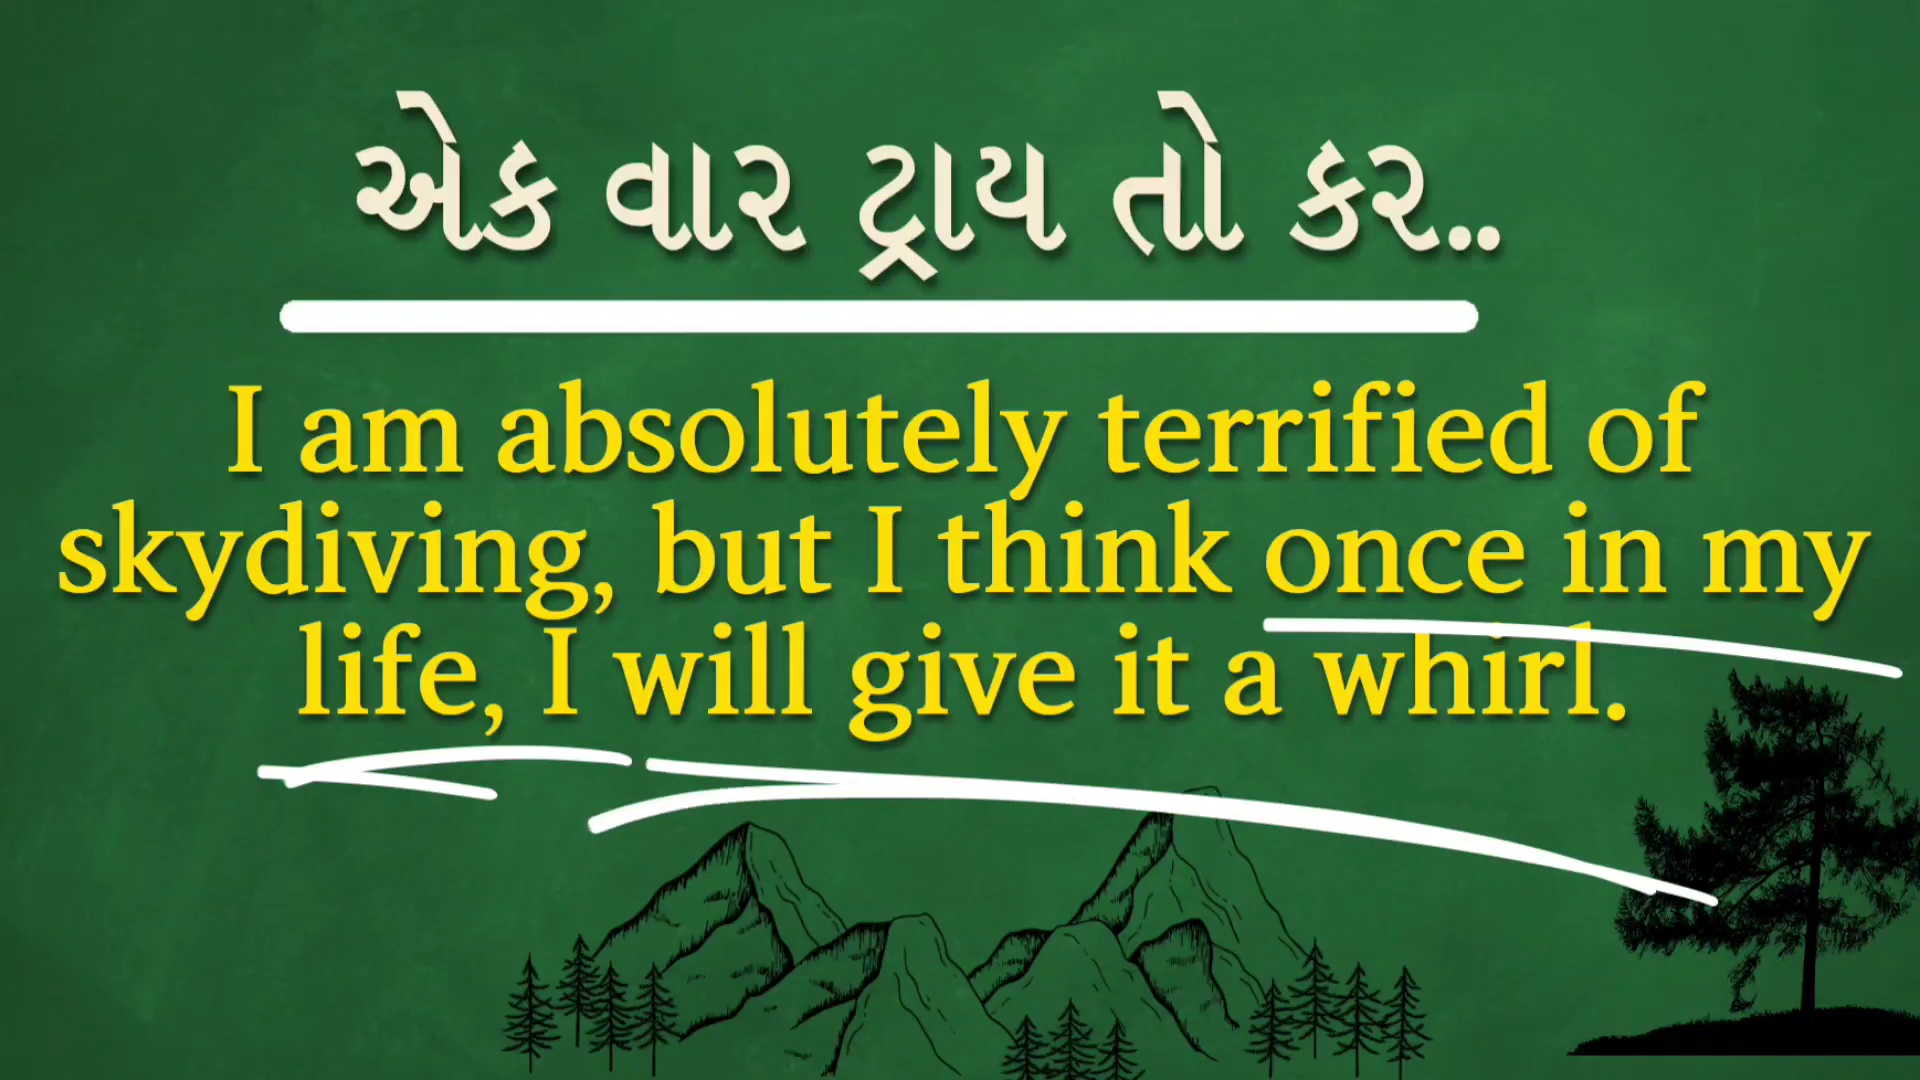 એક વાર ટ્રાય તો કર..
I am absolutely terrified of
skydiving, but I think once in my
life, I will give it a whirl.